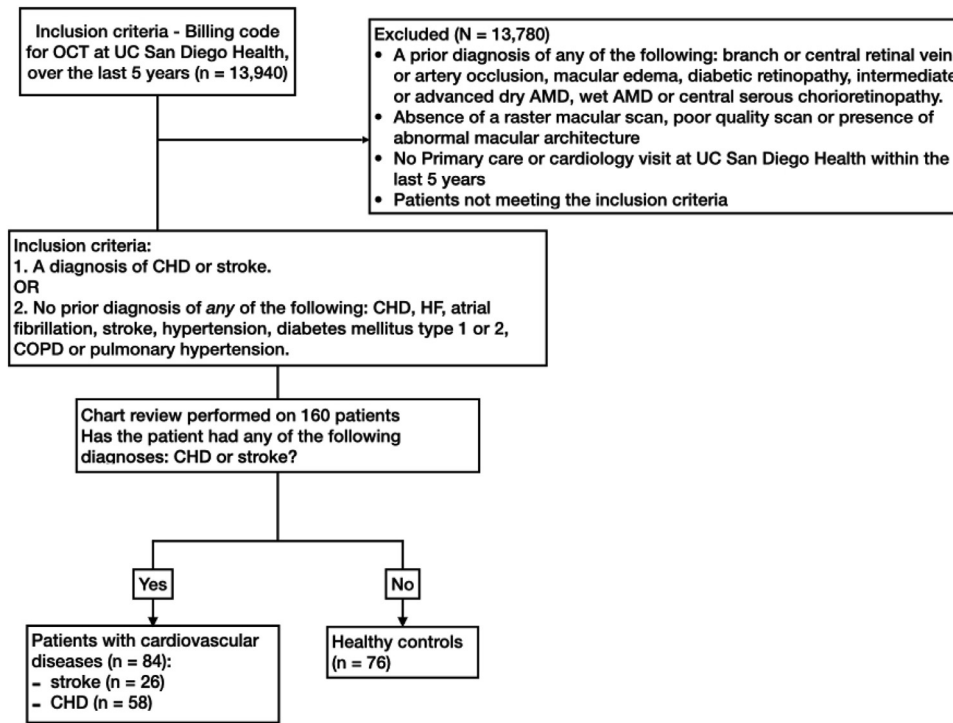 Inclusion criteria - Billing code
for OCT at UC San Diego Health,
over the last 5 years (n = 13,940)
Excluded (N = 13,780)
• A prior diagnosis of any of the following: branch or central retinal vein
or artery occlusion, macular edema, diabetic retinopathy, intermediate
or advanced dry AMD, wet AMD or central serous chorioretinopathy.
• Absence of a raster macular scan, poor quality scan or presence of
abnormal macular architecture
• No Primary care or cardiology visit at UC San Diego Health within the
last 5 years
• Patients not meeting the inclusion criteria
Inclusion criteria:
1. A diagnosis of CHD or stroke.
OR
2. No prior diagnosis of any of the following: CHD, HF, atrial
fibrillation, stroke, hypertension, diabetes mellitus type 1 or 2,
COPD or pulmonary hypertension.
Chart review performed on 160 patients
Has the patient had any of the following
diagnoses: CHD or stroke?
Yes
No
Patients with cardiovascular
diseases (n = 84):
- stroke (n = 26)
- CHD (n = 58)
Healthy controls
(n = 76)